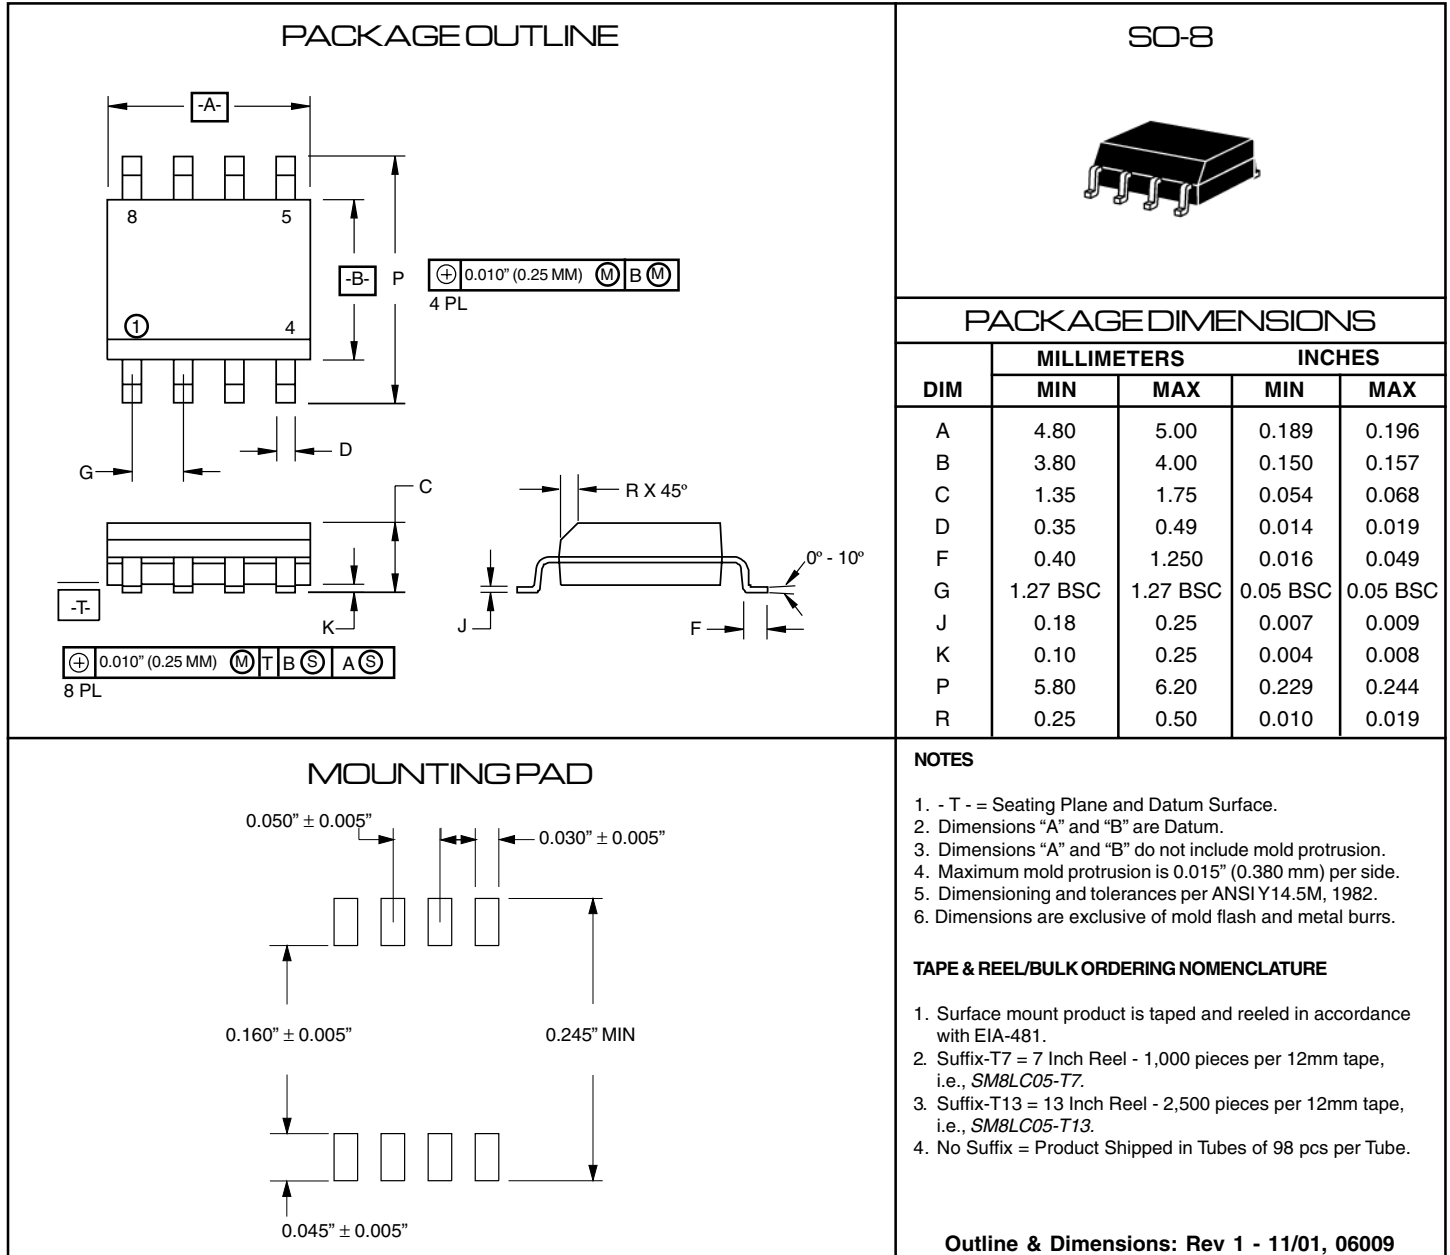 PACKAGE OUTLINE
-A-
8 5
-B- P
⊕ 0.010” (0.25 MM) Ⓜ B Ⓜ
4 PL
① 4
D
G
C
-T-
K
⊕ 0.010” (0.25 MM) Ⓜ T B Ⓢ A Ⓢ
8 PL
R X 45º
0º - 10º
J
F
SO-8
PACKAGE DIMENSIONS
MILLIMETERS INCHES
DIM MIN MAX MIN MAX
A 4.80 5.00 0.189 0.196
B 3.80 4.00 0.150 0.157
C 1.35 1.75 0.054 0.068
D 0.35 0.49 0.014 0.019
F 0.40 1.250 0.016 0.049
G 1.27 BSC 1.27 BSC 0.05 BSC 0.05 BSC
J 0.18 0.25 0.007 0.009
K 0.10 0.25 0.004 0.008
P 5.80 6.20 0.229 0.244
R 0.25 0.50 0.010 0.019
MOUNTING PAD
0.050” ± 0.005”
0.030” ± 0.005”
0.160” ± 0.005”
0.245” MIN
0.045” ± 0.005”
NOTES
1. - T - = Seating Plane and Datum Surface.
2. Dimensions “A” and “B” are Datum.
3. Dimensions “A” and “B” do not include mold protrusion.
4. Maximum mold protrusion is 0.015” (0.380 mm) per side.
5. Dimensioning and tolerances per ANSI Y14.5M, 1982.
6. Dimensions are exclusive of mold flash and metal burrs.
TAPE & REEL/BULK ORDERING NOMENCLATURE
1. Surface mount product is taped and reeled in accordance
with EIA-481.
2. Suffix-T7 = 7 Inch Reel - 1,000 pieces per 12mm tape,
i.e., SM8LC05-T7.
3. Suffix-T13 = 13 Inch Reel - 2,500 pieces per 12mm tape,
i.e., SM8LC05-T13.
4. No Suffix = Product Shipped in Tubes of 98 pcs per Tube.
Outline & Dimensions: Rev 1 - 11/01, 06009